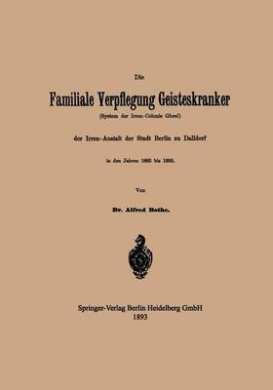 Die
Familiale Verpflegung Geisteskranker
(System der Irren-Colonie Gheel)
der Irren-Anstalt der Stadt Berlin zu Dalldorf
in den Jahren 1885 bis 1893.
Von
Dr. Alfred Bothe.
Springer-Verlag Berlin Heidelberg GmbH
1893